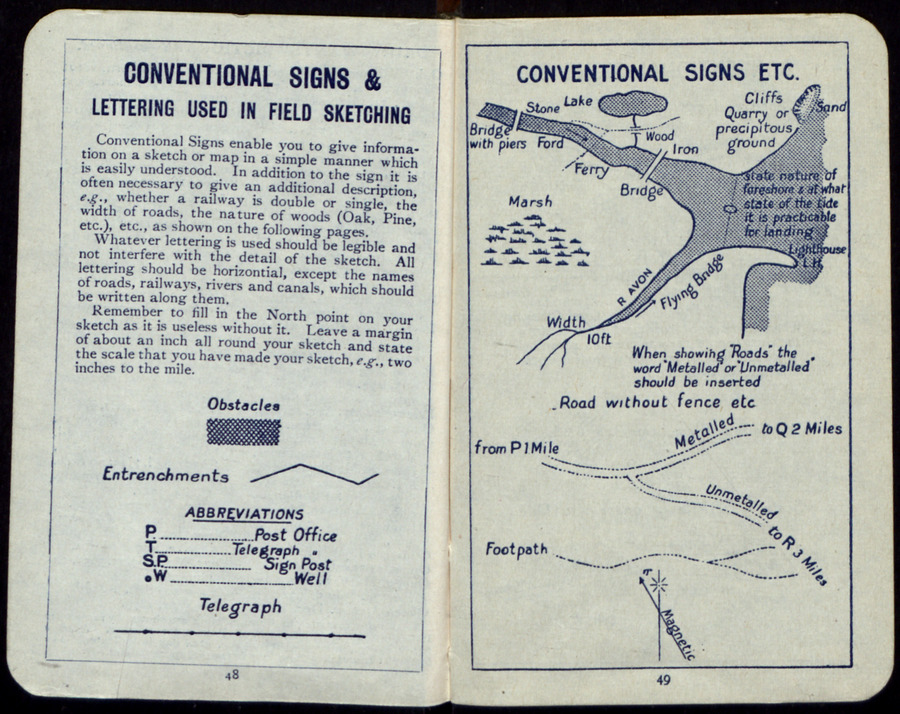 CONVENTIONAL SIGNS &
LETTERING USED IN FIELD SKETCHING
Conventional Signs enable you to give informa-
tion on a sketch or map in a simple manner which
is easily understood. In addition to the sign it is
often necessary to give an additional description,
e.g., whether a railway is double or single, the
width of roads, the nature of woods (Oak, Pine,
etc.), etc., as shown on the following pages.
Whatever lettering is used should be legible and
not interfere with the detail of the sketch. All
lettering should be horizontal, except the names
of roads, railways, rivers and canals, which should
be written along them.
Remember to fill in the North point on your
sketch as it is useless without it. Leave a margin
of about an inch all round your sketch and state
the scale that you have made your sketch, e.g., two
inches to the mile.
Obstacles
Entrenchments
ABBREVIATIONS
P. Post Office
T. Telegraph "
S.P. Sign Post
.W Well
Telegraph
48
CONVENTIONAL SIGNS ETC.
Stone
Lake
Cliffs
Quarry or
precipitous
ground
Sand
Bridge
with piers
Ford
Wood
Iron
Ferry
Bridge
state nature of
foreshore & at what
state of the tide
it is practicable
for landing
Marsh
Lighthouse
L.H.
R AVON
Flying Bridge
Width
10ft
When showing "Roads" the
word "Metalled" or "Unmetalled"
should be inserted
Road without fence etc
from P 1 Mile
Metalled
to Q 2 Miles
Unmetalled
to R 3 Miles
Footpath
Magnetic
49